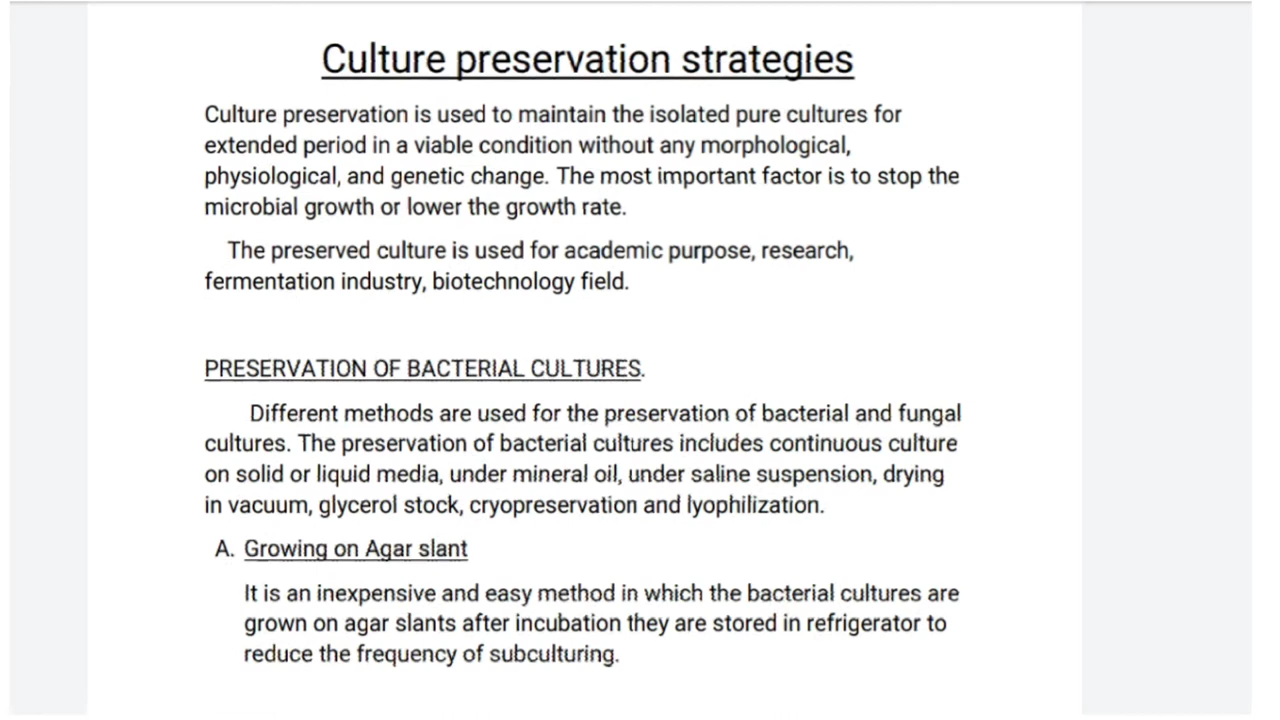 Culture preservation strategies
Culture preservation is used to maintain the isolated pure cultures for
extended period in a viable condition without any morphological,
physiological, and genetic change. The most important factor is to stop the
microbial growth or lower the growth rate.
The preserved culture is used for academic purpose, research,
fermentation industry, biotechnology field.
PRESERVATION OF BACTERIAL CULTURES.
Different methods are used for the preservation of bacterial and fungal
cultures. The preservation of bacterial cultures includes continuous culture
on solid or liquid media, under mineral oil, under saline suspension, drying
in vacuum, glycerol stock, cryopreservation and lyophilization.
A. Growing on Agar slant
It is an inexpensive and easy method in which the bacterial cultures are
grown on agar slants after incubation they are stored in refrigerator to
reduce the frequency of subculturing.